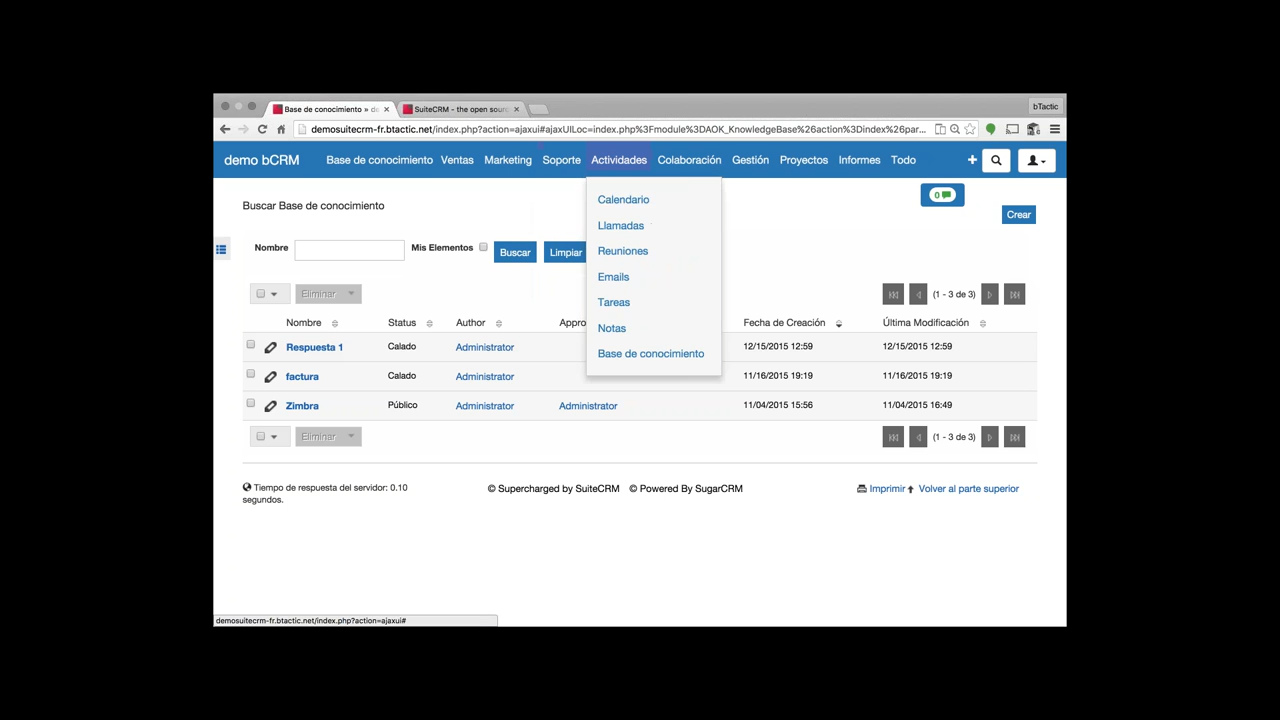 Base de conocimiento » de
SuiteCRM - the open sour
bTactic
demosuitecrm-fr.btactic.net/index.php?action=ajaxui#ajaxUILoc=index.php%3Fmodule%3DAOK_KnowledgeBase%26action%3Dindex%26par...
demo bCRM Base de conocimiento Ventas Marketing Soporte Actividades Colaboración Gestión Proyectos Informes Todo
Calendario
Llamadas
Reuniones
Emails
Tareas
Notas
Base de conocimiento
0
Buscar Base de conocimiento
Crear
Nombre Mis Elementos Buscar Limpiar
Eliminar (1 - 3 de 3)
Nombre Status Author Appro Fecha de Creación Última Modificación
Respuesta 1 Calado Administrator 12/15/2015 12:59 12/15/2015 12:59
factura Calado Administrator 11/16/2015 19:19 11/16/2015 19:19
Zimbra Público Administrator Administrator 11/04/2015 15:56 11/04/2015 16:49
Eliminar (1 - 3 de 3)
Tiempo de respuesta del servidor: 0.10
segundos.
© Supercharged by SuiteCRM © Powered By SugarCRM
Imprimir Volver al parte superior
demosuitecrm-fr.btactic.net/index.php?action=ajaxui#